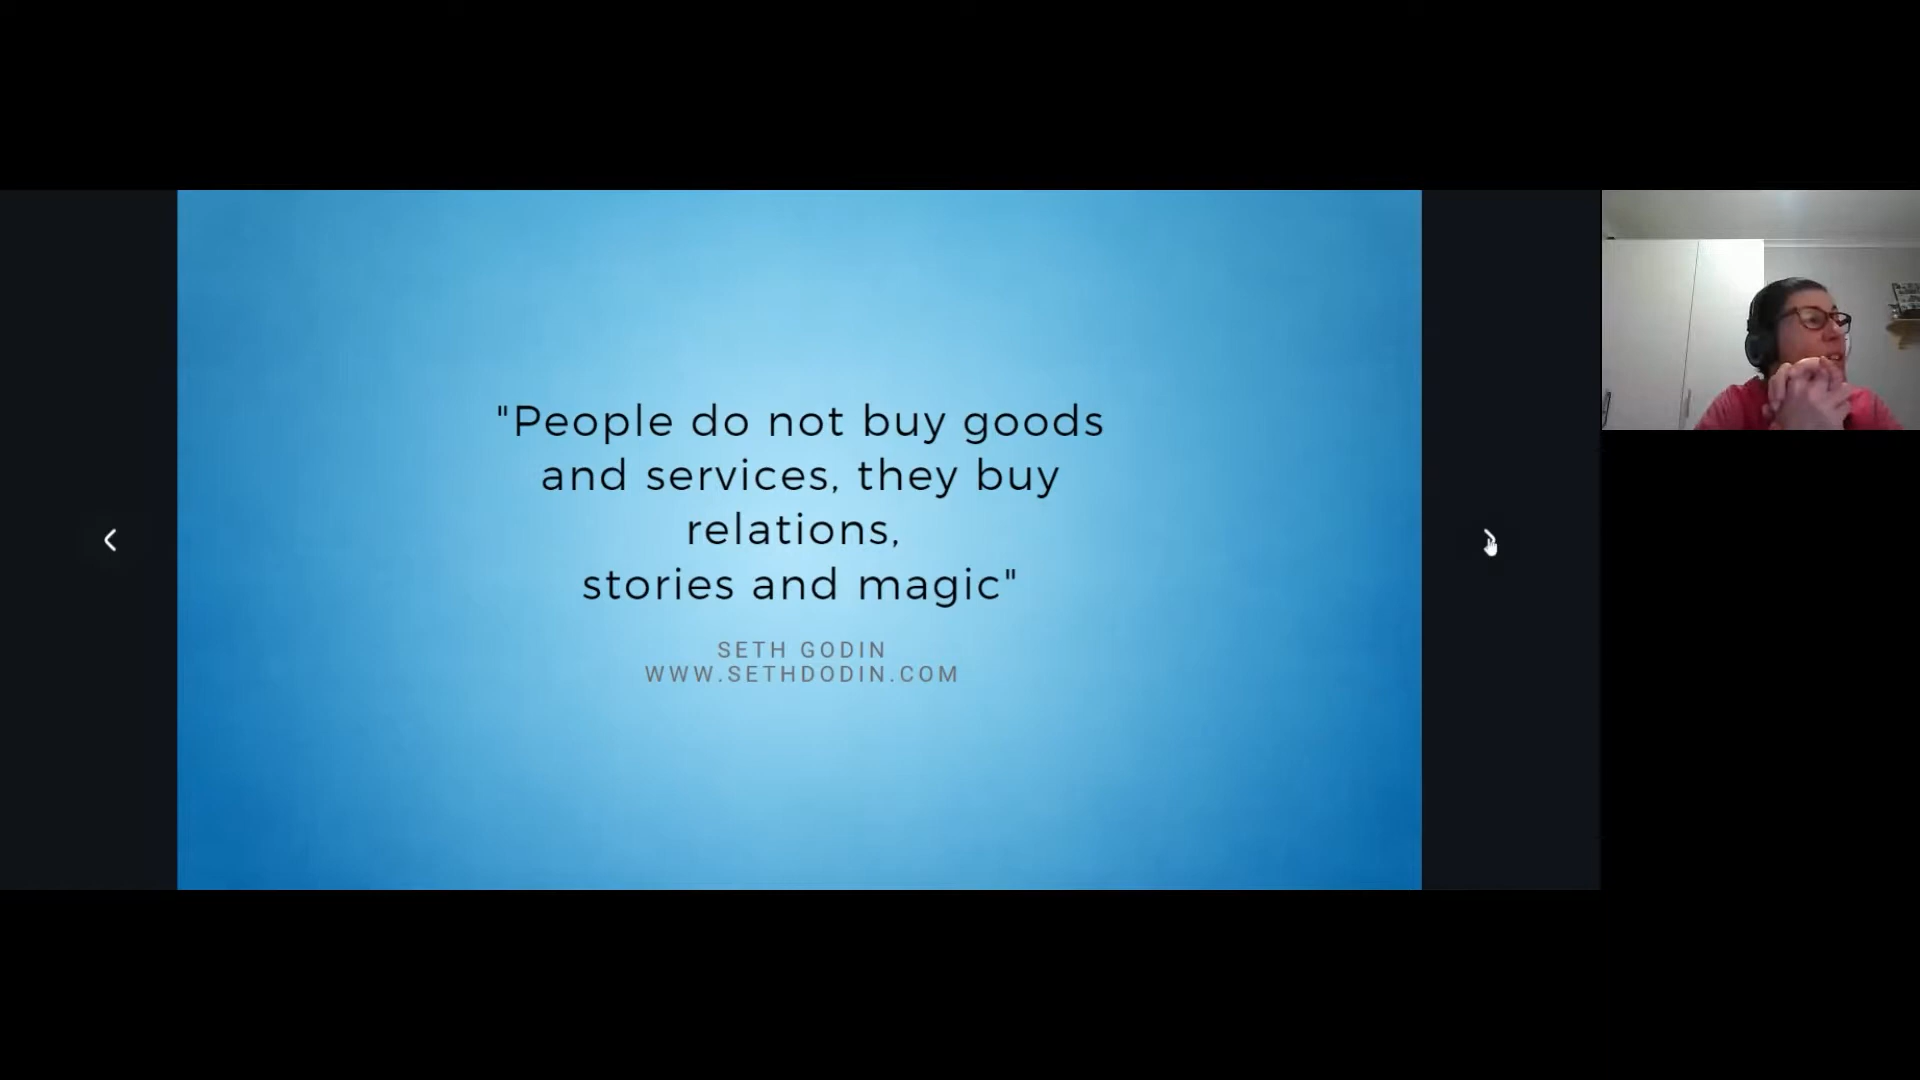 "People do not buy goods
and services, they buy
relations,
stories and magic"
SETH GODIN
WWW.SETHDODIN.COM